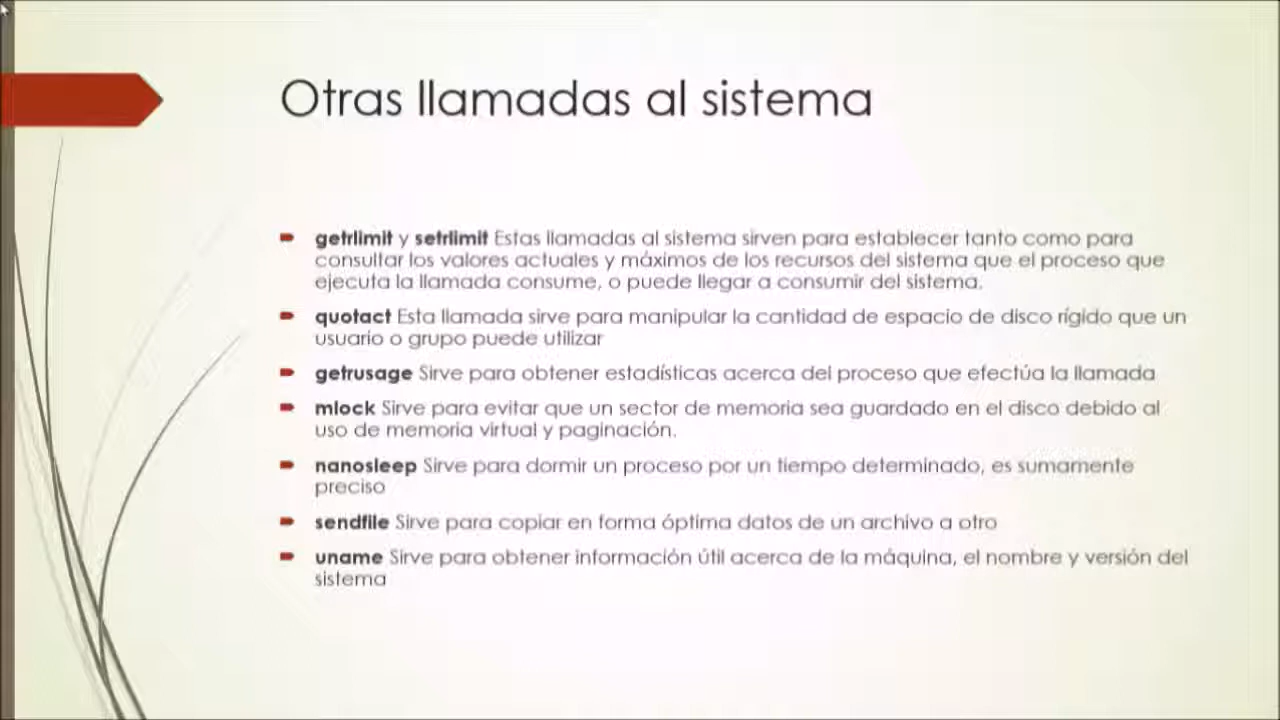 Otras llamadas al sistema
getrlimit y setrlimit Estas llamadas al sistema sirven para establecer tanto como para
consultar los valores actuales y máximos de los recursos del sistema que el proceso que
ejecuta la llamada consume, o puede llegar a consumir del sistema.
quotact Esta llamada sirve para manipular la cantidad de espacio de disco rígido que un
usuario o grupo puede utilizar
getrusage Sirve para obtener estadísticas acerca del proceso que efectúa la llamada
mlock Sirve para evitar que un sector de memoria sea guardado en el disco debido al
uso de memoria virtual y paginación.
nanosleep Sirve para dormir un proceso por un tiempo determinado, es sumamente
preciso
sendfile Sirve para copiar en forma óptima datos de un archivo a otro
uname Sirve para obtener información útil acerca de la máquina, el nombre y versión del
sistema